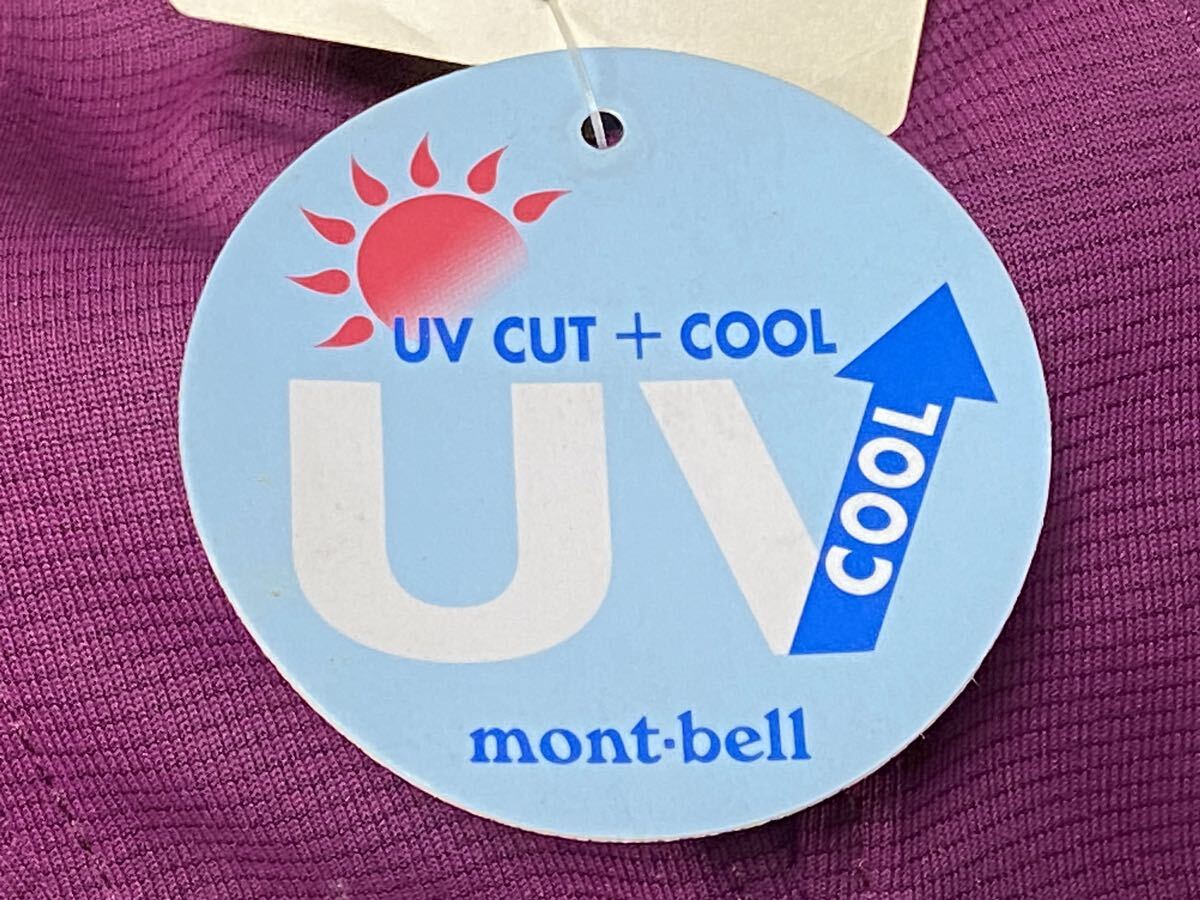 UV CUT + COOL
UV
COOL
mont·bell